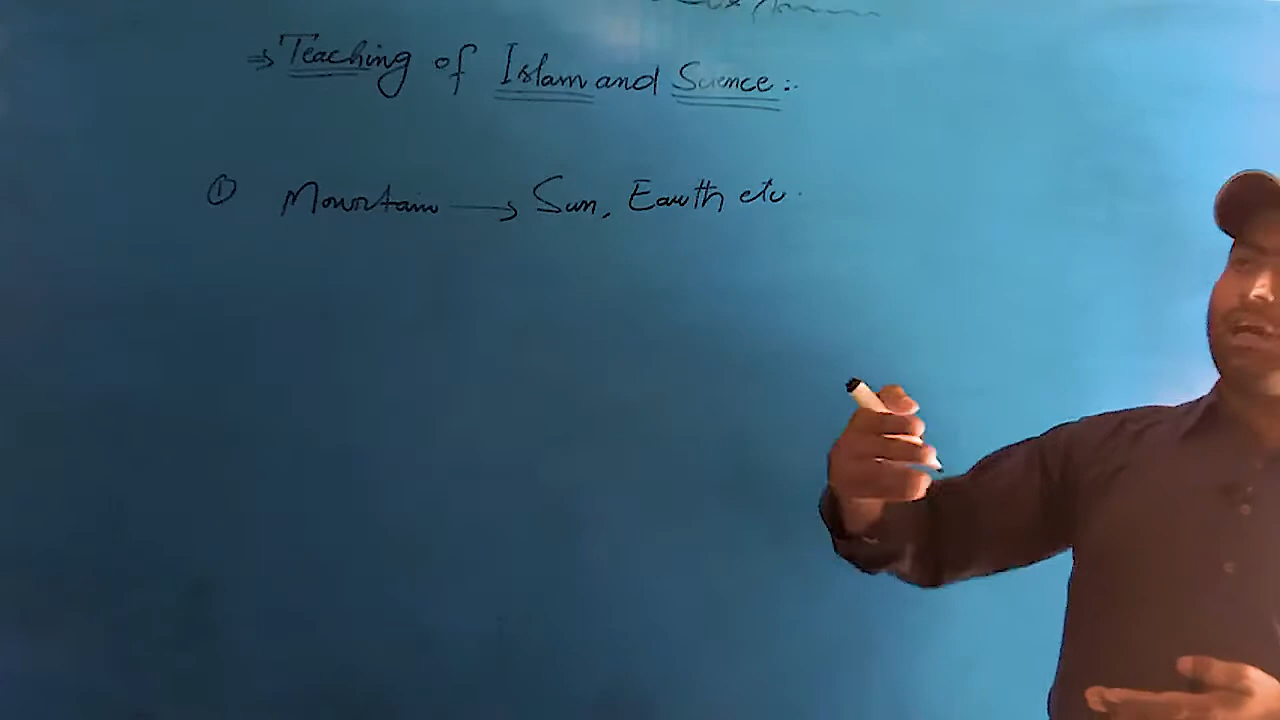 ⇒ Teaching of Islam and Science :-
① Mountain → Sun, Earth etc.